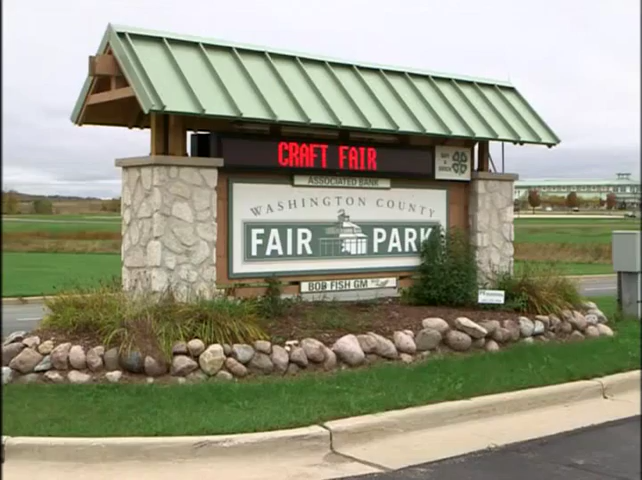 CRAFT FAIR
ASSOCIATED BANK
WASHINGTON COUNTY
FAIR PARK
BOB FISH GM